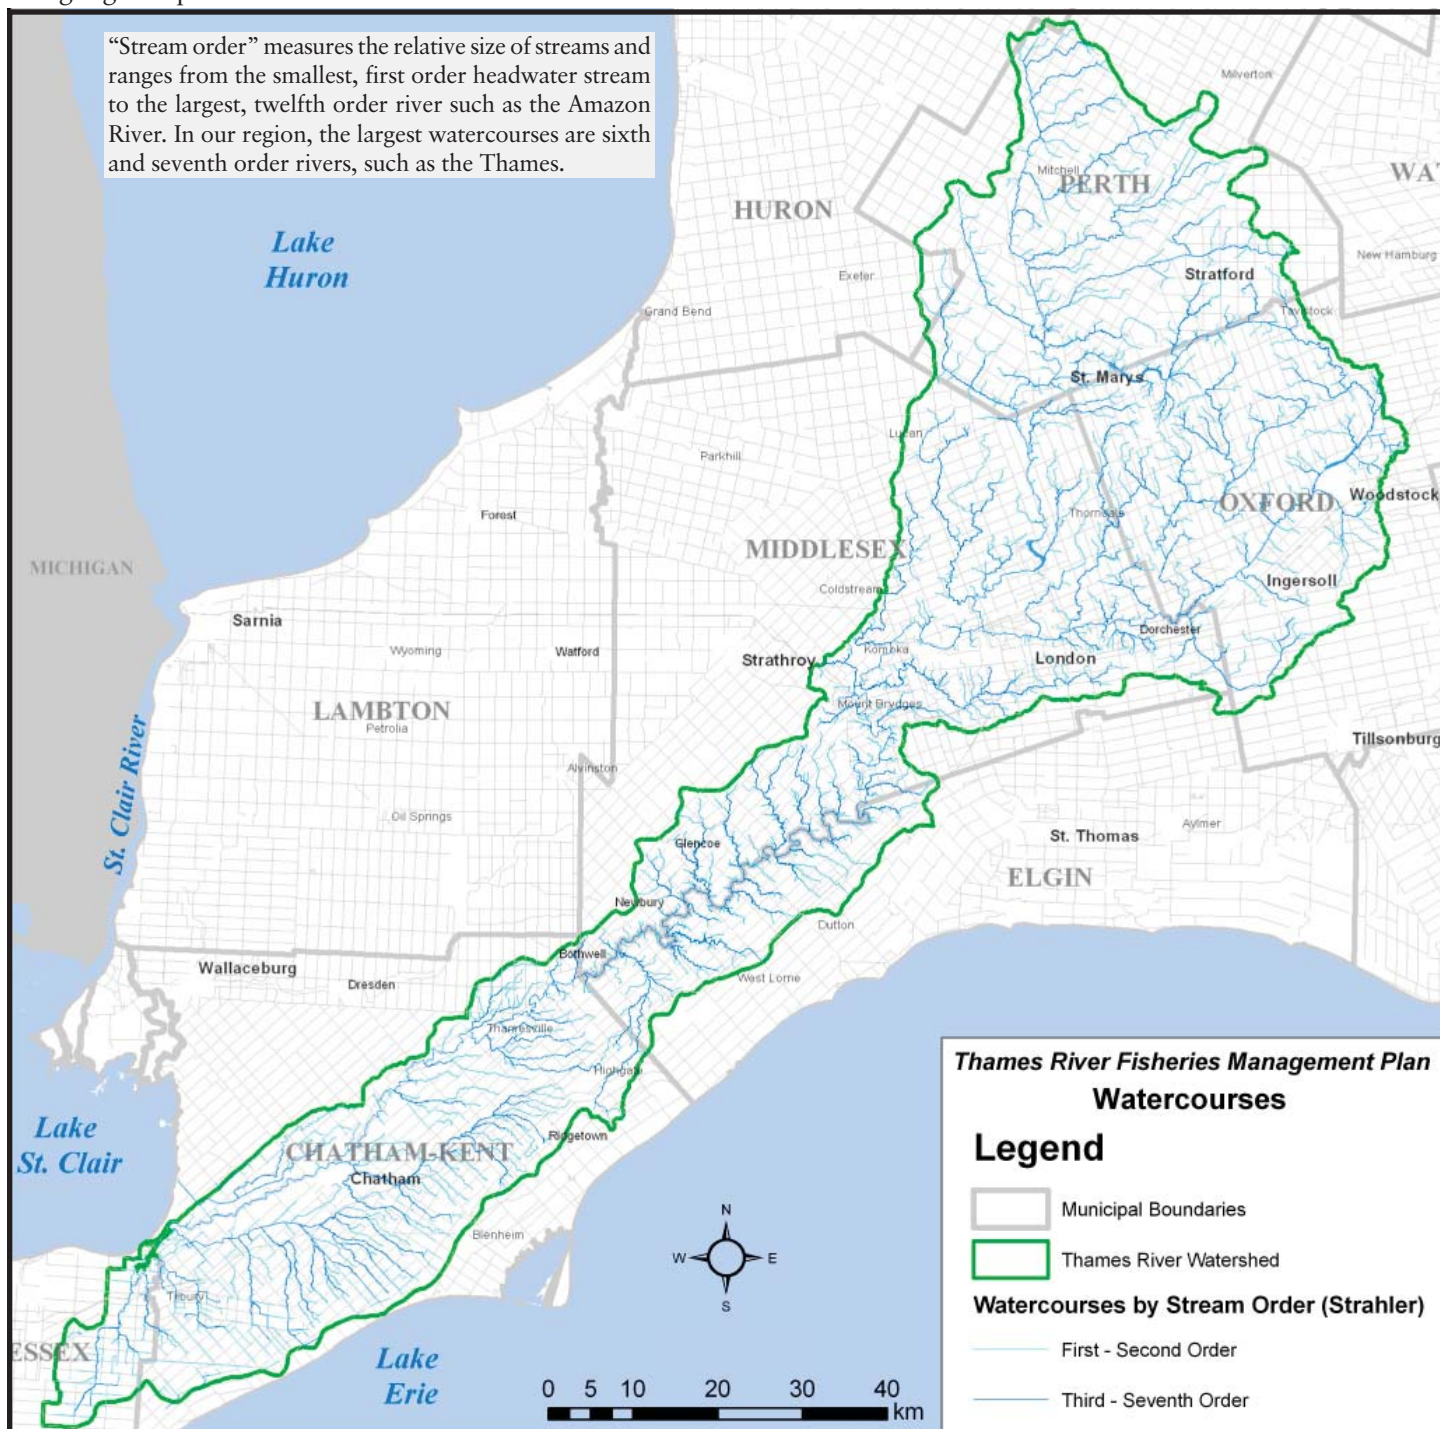 “Stream order” measures the relative size of streams and
ranges from the smallest, first order headwater stream
to the largest, twelfth order river such as the Amazon
River. In our region, the largest watercourses are sixth
and seventh order rivers, such as the Thames.
Milverton
Mitchell
PERTH
WAT
HURON
Lake
Huron
New Hamburg
Exeter
Stratford
Grand Bend
Tavistock
St. Marys
Lucan
Parkhill
Woodstock
OXFORD
Forest
Thorndale
MIDDLESEX
MICHIGAN
Coldstream
Ingersoll
Sarnia
Dorchester
Wyoming
Watford
Strathroy
Komoka
London
LAMBTON
Petrolia
Mount Brydges
St. Clair River
Tillsonburg
Alvinston
Oil Springs
Glencoe
St. Thomas
Aylmer
ELGIN
Newbury
Dutton
Bothwell
Wallaceburg
Dresden
West Lorne
Thamesville
Highgate
Lake
St. Clair
CHATHAM-KENT
Chatham
Ridgetown
Blenheim
Tilbury
ESSEX
Lake
Erie
N
W
E
S
0 5 10 20 30 40
km
Thames River Fisheries Management Plan
Watercourses
Legend
Municipal Boundaries
Thames River Watershed
Watercourses by Stream Order (Strahler)
First - Second Order
Third - Seventh Order